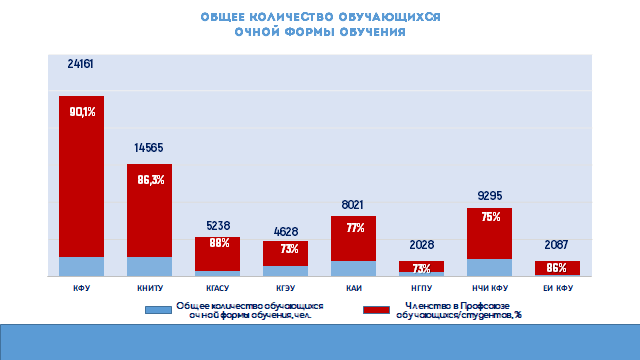 ОБЩЕЕ КОЛИЧЕСТВО ОБУЧАЮЩИХСЯ
ОЧНОЙ ФОРМЫ ОБУЧЕНИЯ
24161
90,1%
14565
86,3%
5238
88%
4628
73%
8021
77%
2028
73%
9295
75%
2087
86%
КФУ КНИТУ КГАСУ КГЭУ КАИ НГПУ НЧИ КФУ ЕИ КФУ
Общее количество обучающихся
очной формы обучения, чел.
Членство в Профсоюзе
обучающихся/студентов, %